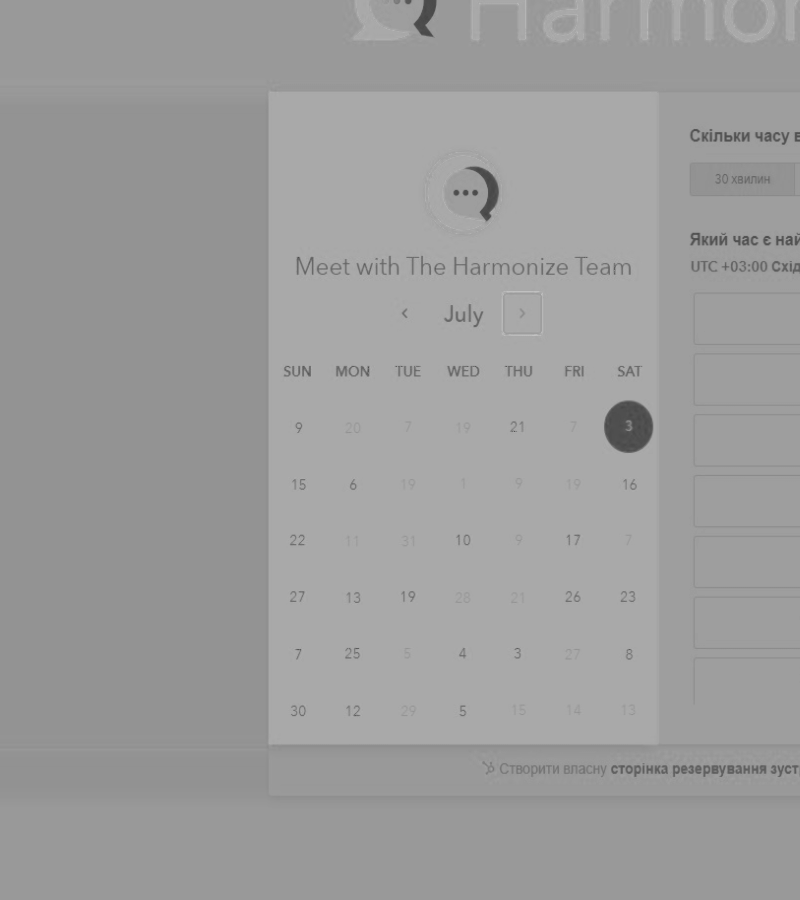 Harmon
Скільки часу в
30 хвилин
Який час є най
UTC +03:00 Схід
Meet with The Harmonize Team
July
SUN MON TUE WED THU FRI SAT
9 20 7 19 21 7 3
15 6 19 1 9 19 16
22 11 31 10 9 17 7
27 13 19 28 21 26 23
7 25 5 4 3 27 8
30 12 29 5 15 14 13
Створити власну сторінка резервування зуст